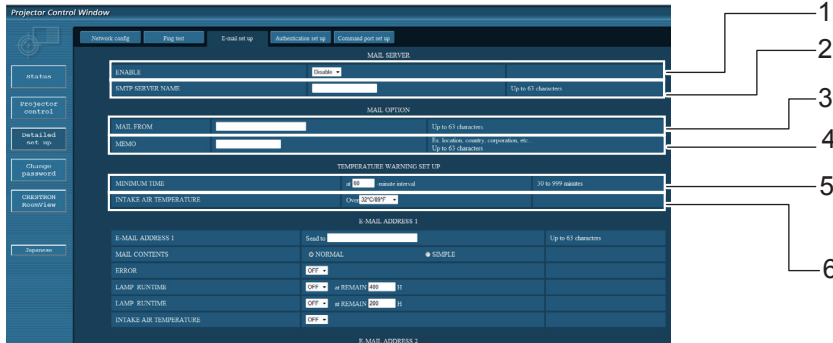 Projector Control Window
Network config Ping test E-mail set up Authentication set up Command port set up
MAIL SERVER
ENABLE Disable
SMTP SERVER NAME Up to 63 characters
MAIL OPTION
MAIL FROM Up to 63 characters
MEMO Ex. location, country, corporation, etc...
Up to 63 characters
TEMPERATURE WARNING SET UP
MINIMUM TIME at 60 -minute interval 30 to 999 minutes
INTAKE AIR TEMPERATURE Over 32°C/89°F
E-MAIL ADDRESS 1
E-MAIL ADDRESS 1 Send to Up to 63 characters
MAIL CONTENTS NORMAL SIMPLE
ERROR OFF
LAMP RUNTIME OFF at REMAIN 400 H
LAMP RUNTIME OFF at REMAIN 200 H
INTAKE AIR TEMPERATURE OFF
E-MAIL ADDRESS 2
Status
Projector
control
Detailed
set up
Change
password
CRESTRON
RoomView
Japanese
1
2
3
4
5
6